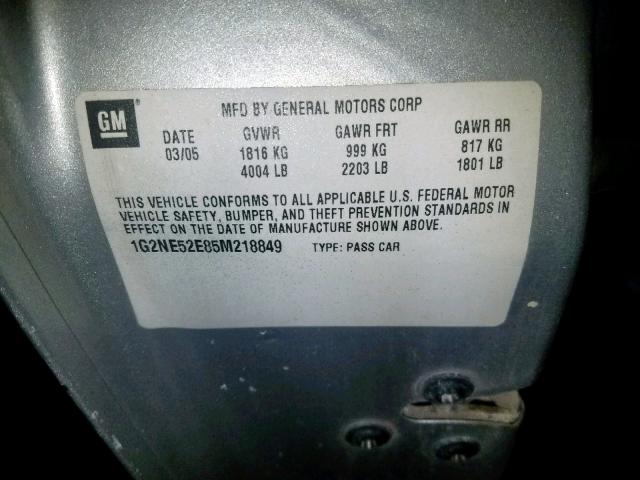 GM®
MFD BY GENERAL MOTORS CORP
DATE GVWR GAWR FRT GAWR RR
03/05 1816 KG 999 KG 817 KG
4004 LB 2203 LB 1801 LB
THIS VEHICLE CONFORMS TO ALL APPLICABLE U.S. FEDERAL MOTOR
VEHICLE SAFETY, BUMPER, AND THEFT PREVENTION STANDARDS IN
EFFECT ON THE DATE OF MANUFACTURE SHOWN ABOVE.
1G2NE52E85M218849 TYPE: PASS CAR